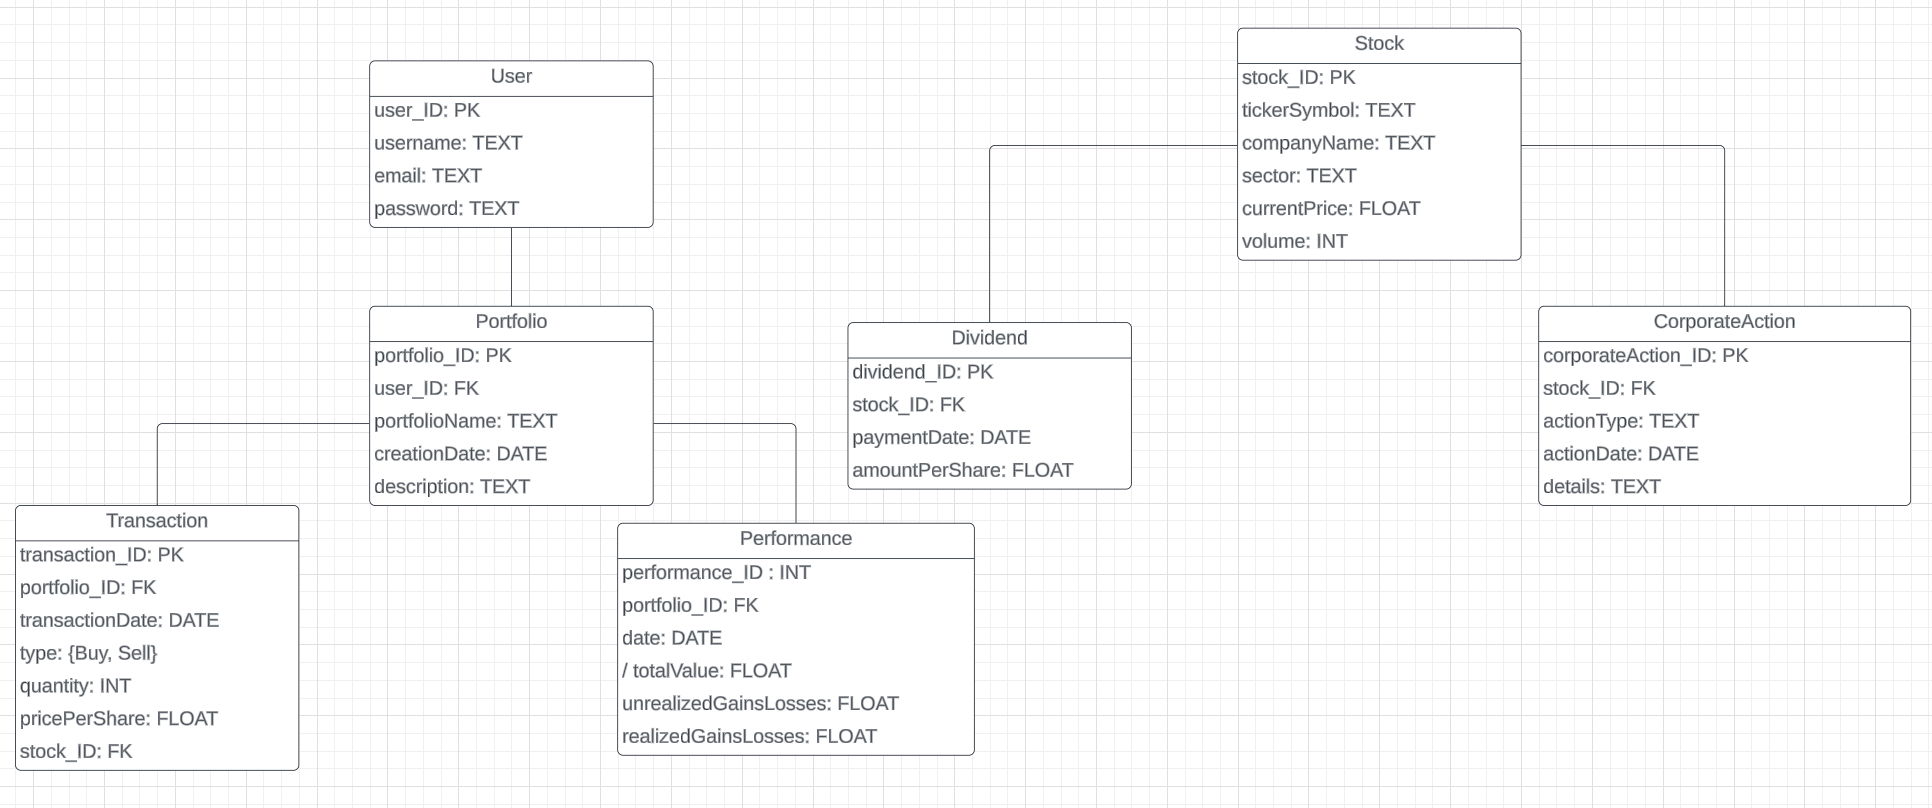 Stock
stock_ID: PK
tickerSymbol: TEXT
companyName: TEXT
sector: TEXT
currentPrice: FLOAT
volume: INT
User
user_ID: PK
username: TEXT
email: TEXT
password: TEXT
Portfolio
portfolio_ID: PK
user_ID: FK
portfolioName: TEXT
creationDate: DATE
description: TEXT
Dividend
dividend_ID: PK
stock_ID: FK
paymentDate: DATE
amountPerShare: FLOAT
CorporateAction
corporateAction_ID: PK
stock_ID: FK
actionType: TEXT
actionDate: DATE
details: TEXT
Transaction
transaction_ID: PK
portfolio_ID: FK
transactionDate: DATE
type: {Buy, Sell}
quantity: INT
pricePerShare: FLOAT
stock_ID: FK
Performance
performance_ID : INT
portfolio_ID: FK
date: DATE
/ totalValue: FLOAT
unrealizedGainsLosses: FLOAT
realizedGainsLosses: FLOAT